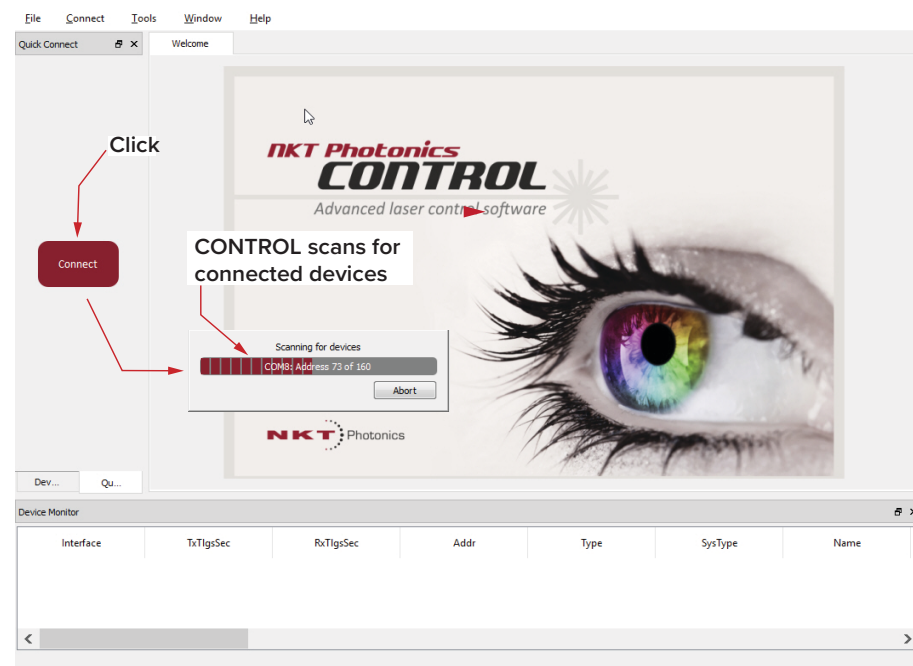 File Connect Tools Window Help
Quick Connect
Welcome
Click
NKT Photonics
CONTROL
Advanced laser control software
CONTROL scans for
connected devices
Connect
Scanning for devices
COM8: Address 73 of 160
Abort
NKT Photonics
Dev... Qu...
Device Monitor
Interface TxTlgsSec RxTlgsSec Addr Type SysType Name